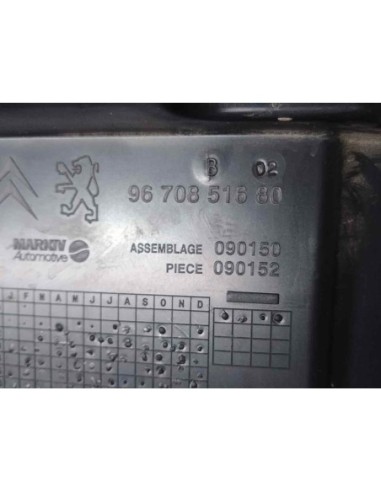 B 02
96 708 516 80
MARKIV
Automotive
ASSEMBLAGE 090150
PIECE 090152
J F M A M J J A S O N D